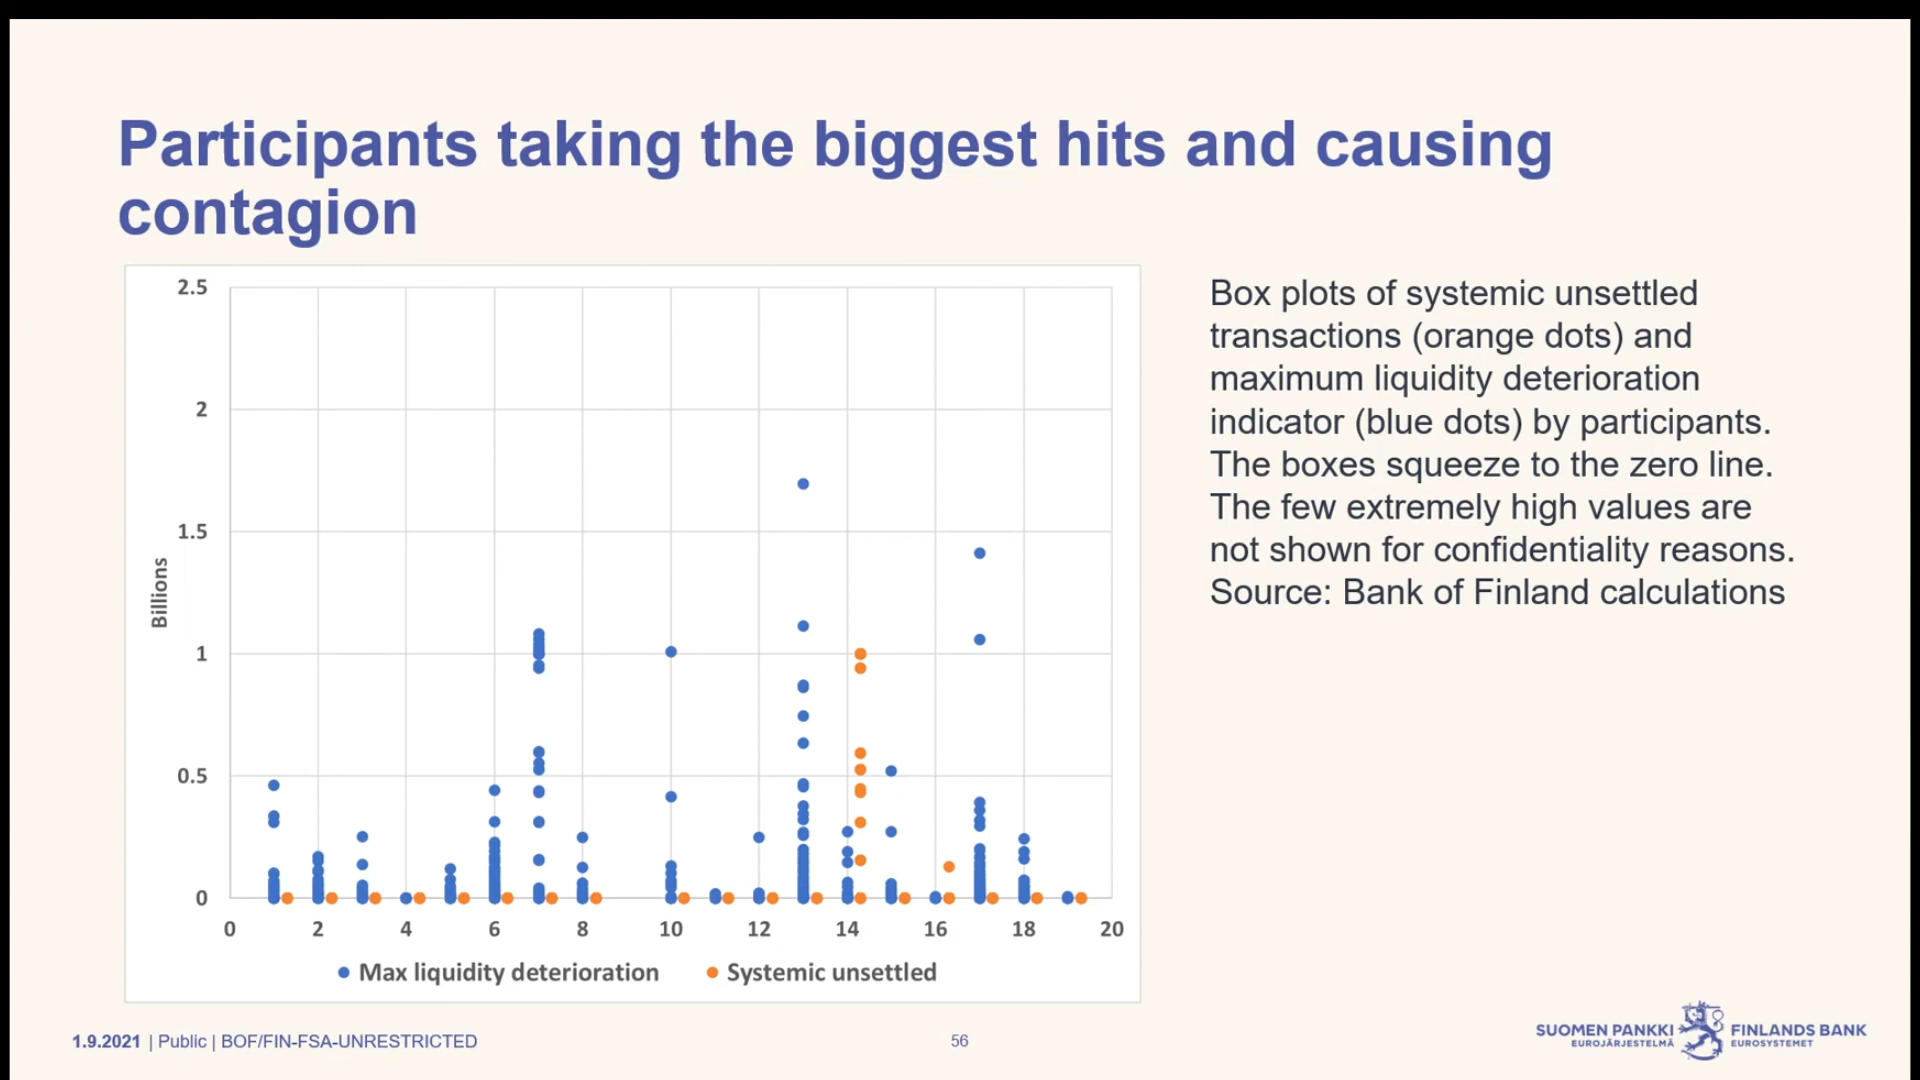 Participants taking the biggest hits and causing
contagion
2.5
2
1.5
1
0.5
0
Billions
0 2 4 6 8 10 12 14 16 18 20
Max liquidity deterioration Systemic unsettled
Box plots of systemic unsettled
transactions (orange dots) and
maximum liquidity deterioration
indicator (blue dots) by participants.
The boxes squeeze to the zero line.
The few extremely high values are
not shown for confidentiality reasons.
Source: Bank of Finland calculations
1.9.2021 | Public | BOF/FIN-FSA-UNRESTRICTED
56
SUOMEN PANKKI
EUROJÄRJESTELMÄ
FINLANDS BANK
EUROSYSTEMET